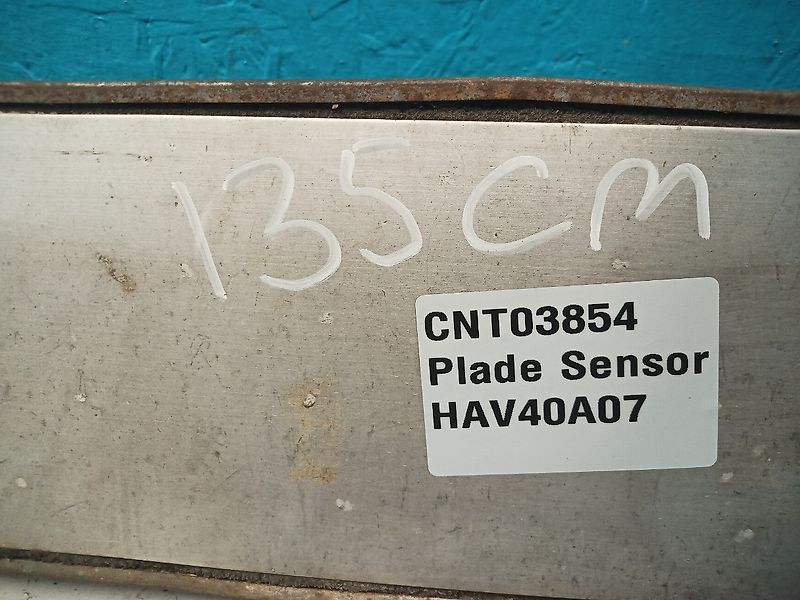 135cm
CNT03854
Plade Sensor
HAV40A07